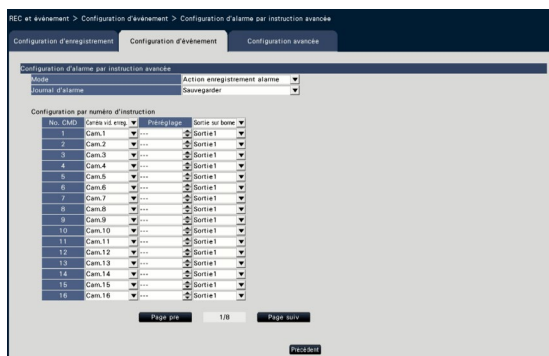 REC et événement > Configuration d'événement > Configuration d'alarme par instruction avancée
Configuration d'enregistrement Configuration d'évènement Configuration avancée
Configuration d'alarme par instruction avancée
Mode Action enregistrement alarme
Journal d'alarme Sauvegarder
Configuration par numéro d'instruction
No. CMD Caméra vid. enreg. Préréglage Sortie sur borne
1 Cam.1 --- Sortie1
2 Cam.2 --- Sortie1
3 Cam.3 --- Sortie1
4 Cam.4 --- Sortie1
5 Cam.5 --- Sortie1
6 Cam.6 --- Sortie1
7 Cam.7 --- Sortie1
8 Cam.8 --- Sortie1
9 Cam.9 --- Sortie1
10 Cam.10 --- Sortie1
11 Cam.11 --- Sortie1
12 Cam.12 --- Sortie1
13 Cam.13 --- Sortie1
14 Cam.14 --- Sortie1
15 Cam.15 --- Sortie1
16 Cam.16 --- Sortie1
Page pre 1/8 Page suiv
Précédent